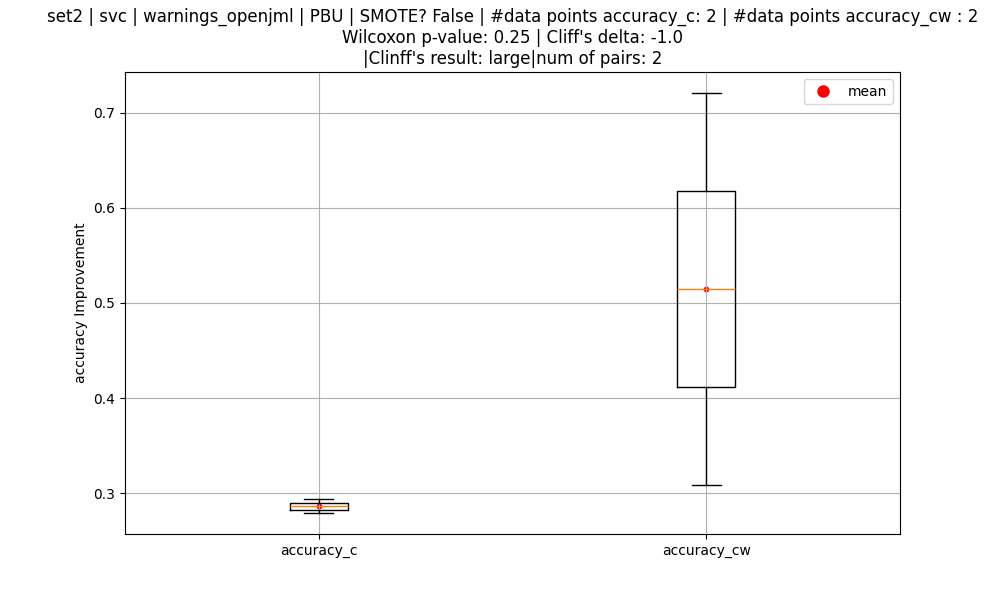 set2 | svc | warnings_openjml | PBU | SMOTE? False | #data points accuracy_c: 2 | #data points accuracy_cw : 2
Wilcoxon p-value: 0.25 | Cliff's delta: -1.0
|Clinff's result: large|num of pairs: 2
mean
0.7
0.6
0.5
0.4
0.3
accuracy Improvement
accuracy_c
accuracy_cw